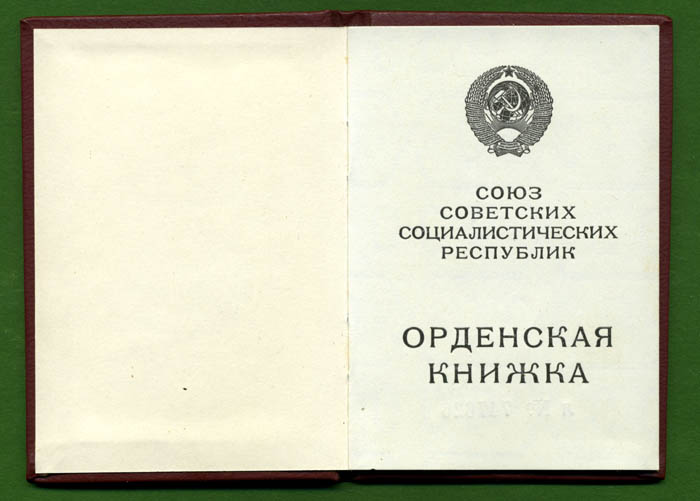 СОЮЗ
СОВЕТСКИХ
СОЦИАЛИСТИЧЕСКИХ
РЕСПУБЛИК
ОРДЕНСКАЯ
КНИЖКА